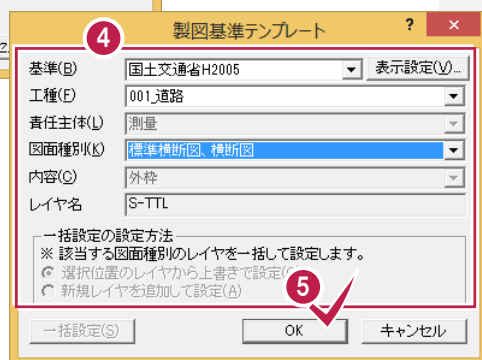 4
製図基準テンプレート ? ×
基準(B) 国土交通省H2005 表示設定(V)...
工種(F) 001_道路
責任主体(L) 測量
図面種別(K) 標準横断図、横断図
内容(C) 外枠
レイヤ名 S-TTL
一括設定の設定方法
※ 該当する図面種別のレイヤを一括して設定します。
選択位置のレイヤから上書きで設定(
新規レイヤを追加して設定(A)
5
一括設定(S) OK キャンセル